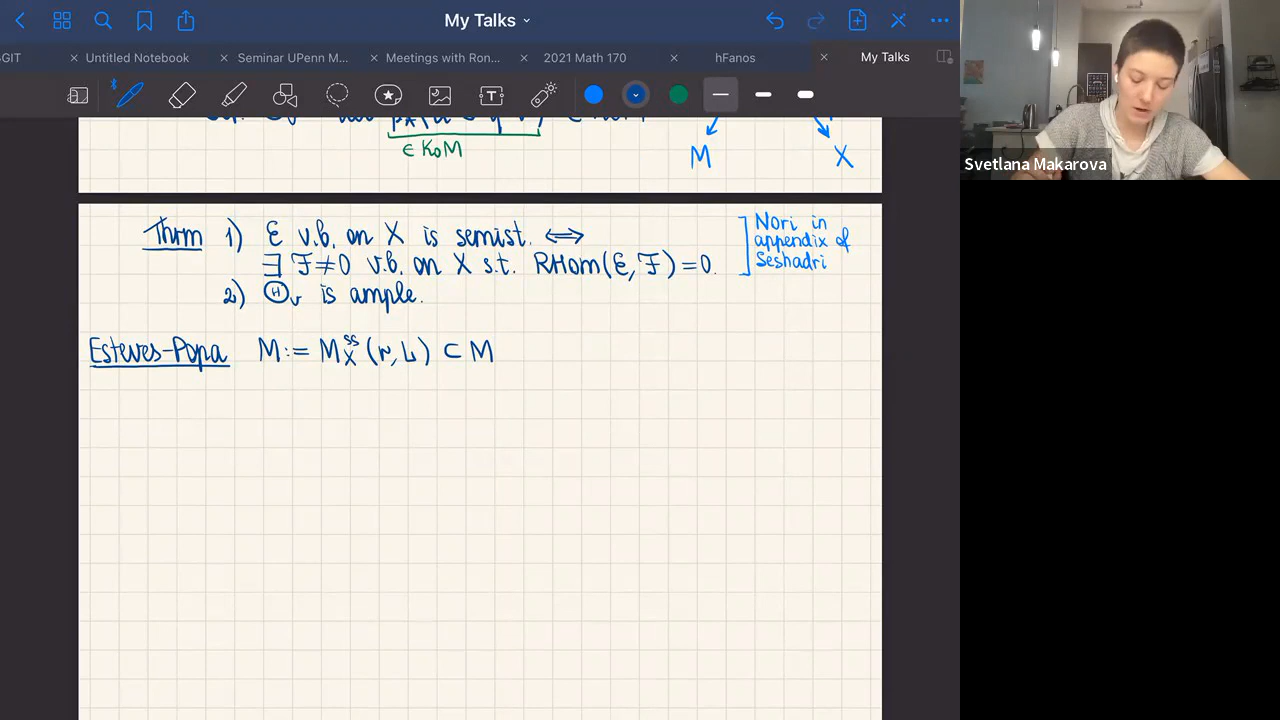 My Talks
GIT
Untitled Notebook
Seminar UPenn M...
Meetings with Ron...
2021 Math 170
hFanos
My Talks
∈ K₀M
M
X
Thm 1) ℰ v.b. on X is semist. ⟺
∃ ℱ≠0 v.b. on X s.t. RHom(ℰ, ℱ) = 0.
2) Θ_v is ample.
Nori in
appendix of
Seshadri
Esteves-Popa M := M_X^{ss} (r, L) ⊂ M
Svetlana Makarova